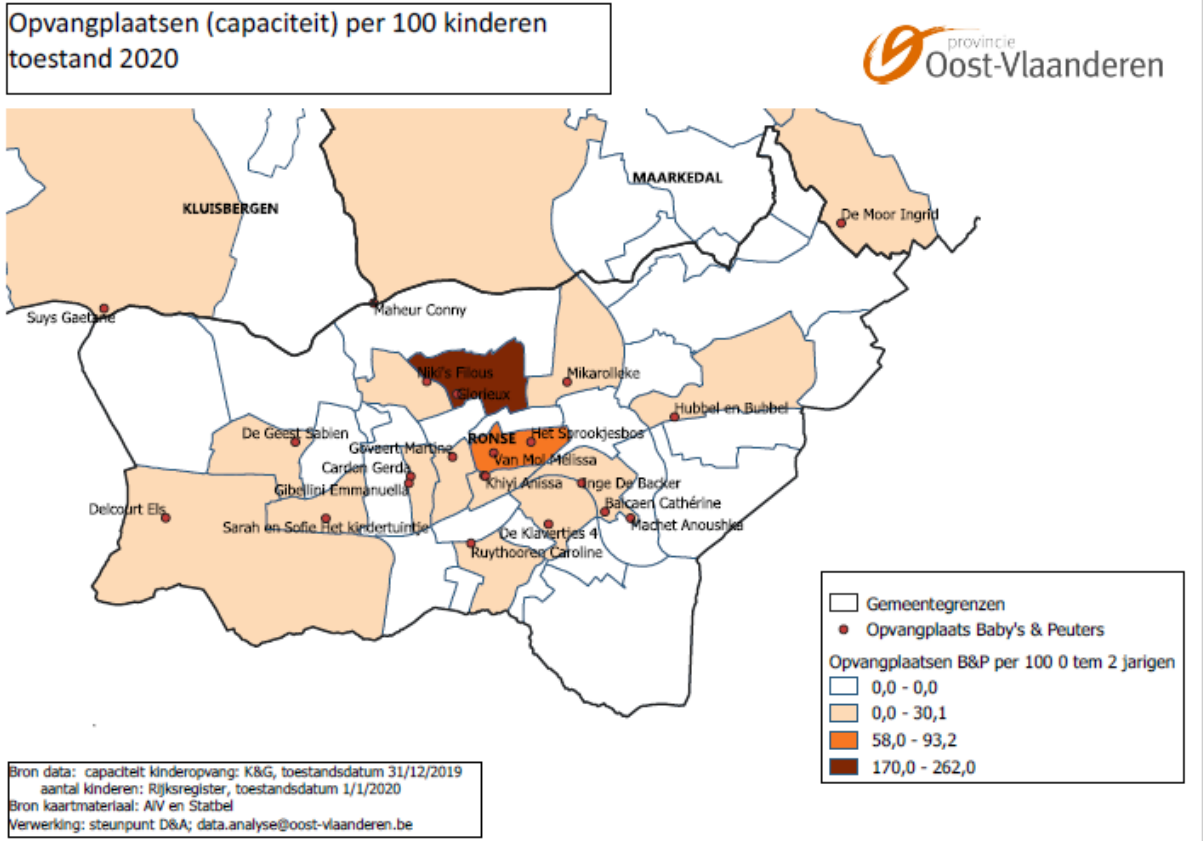 Opvangplaatsen (capaciteit) per 100 kinderen
toestand 2020
provincie
Oost-Vlaanderen
MAARKEDAL
KLUISBERGEN
De Moor Ingrid
Maheur Conny
Suys Gaetane
Niki's Filous
Mikarolleke
Glorieux
Hubbel en Bubbel
De Geest Sabien
RONSE
Het Sprookjesbos
Govaert Martine
Van Mol Melissa
Cardon Gerda
Khiyi Anissa
Inge De Backer
Gibellini Emmanuella
Balcaen Cathérine
Delcourt Els
Sarah en Sofie Het kindertuintje
Machet Anoushka
De Klavertjes 4
Ruythooren Caroline
Gemeentegrenzen
Opvangplaats Baby's & Peuters
Opvangplaatsen B&P per 100 0 tem 2 jarigen
0,0 - 0,0
0,0 - 30,1
58,0 - 93,2
170,0 - 262,0
Bron data: capaciteit kinderopvang: K&G, toestandsdatum 31/12/2019
aantal kinderen: Rijksregister, toestandsdatum 1/1/2020
Bron kaartmateriaal: AIV en Statbel
Verwerking: steunpunt D&A; data.analyse@oost-vlaanderen.be